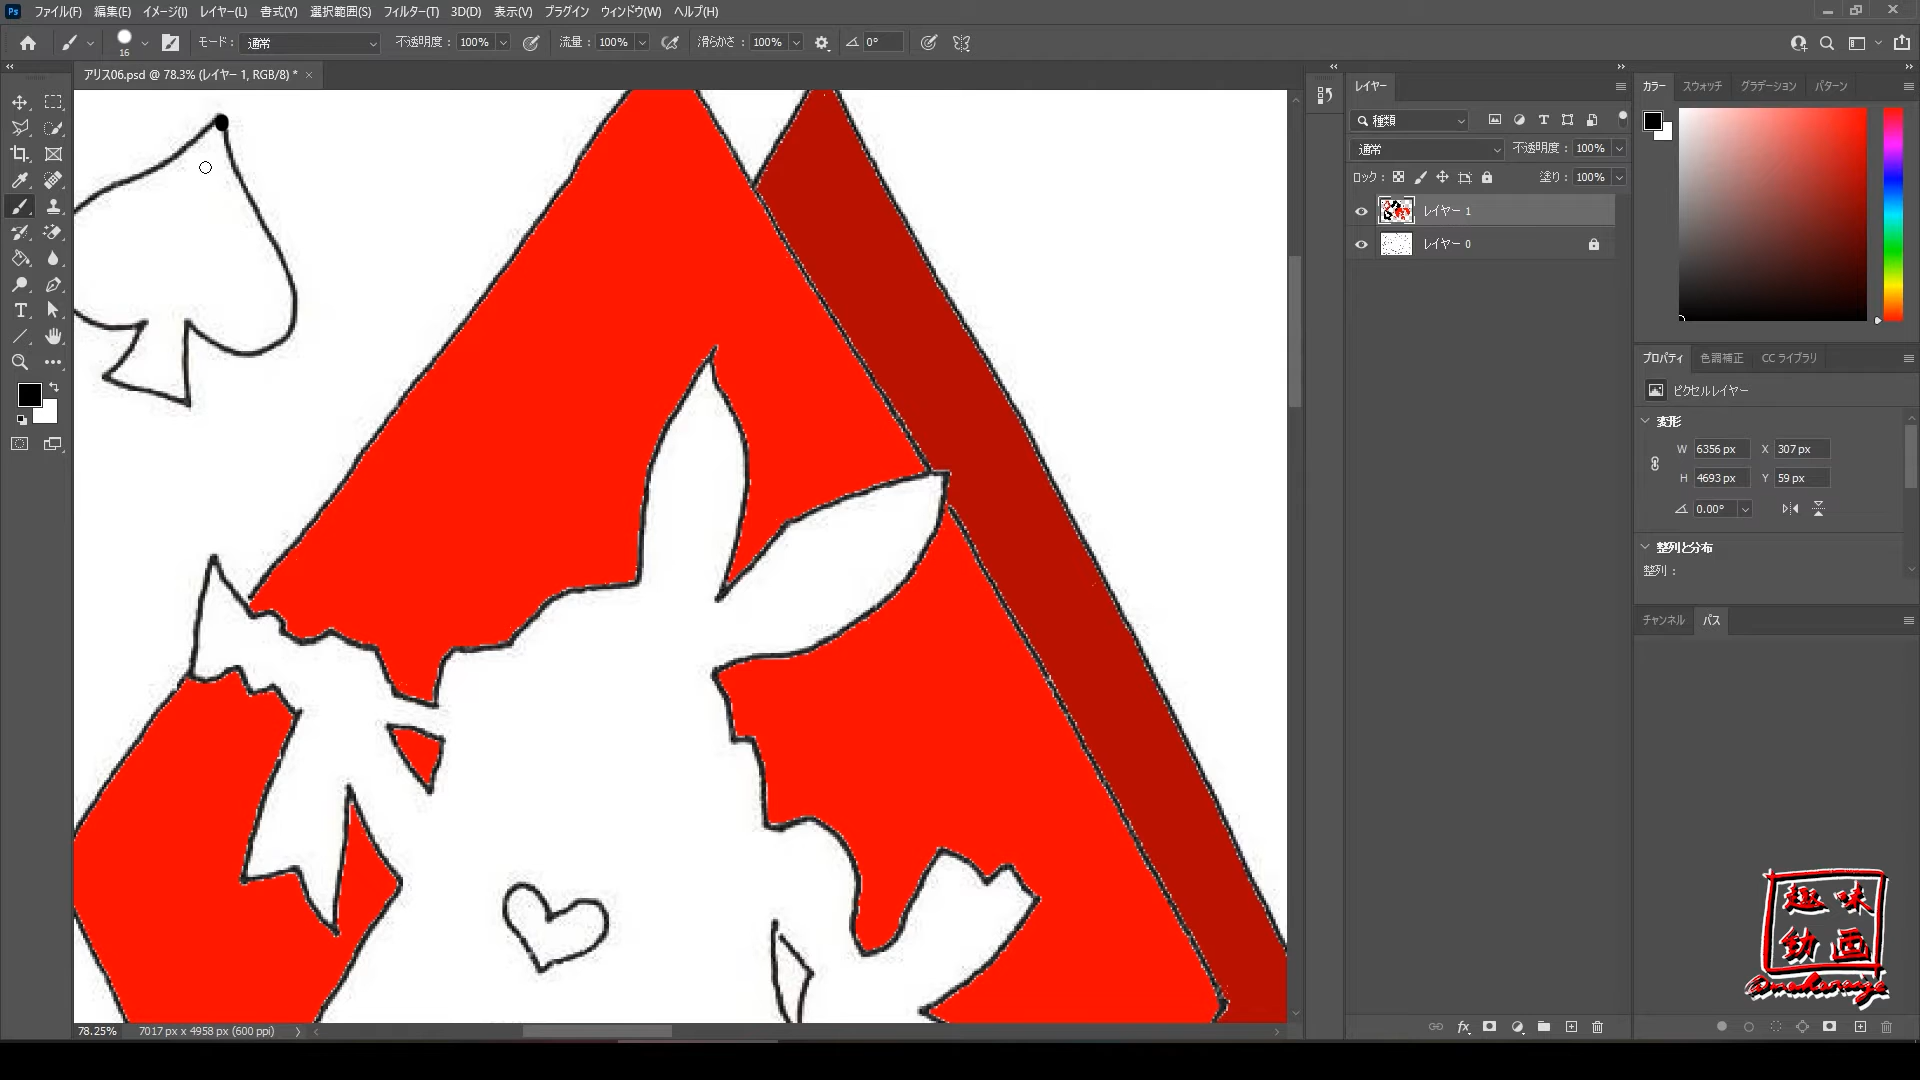 Ps ファイル(F) 編集(E) イメージ(I) レイヤー(L) 書式(Y) 選択範囲(S) フィルター(T) 3D(D) 表示(V) プラグイン ウィンドウ(W) ヘルプ(H)
16 モード: 通常 不透明度: 100% 流量: 100% 滑らかさ: 100% 0°
アリス06.psd @ 78.3% (レイヤー 1, RGB/8) * ×
レイヤー
種類
通常 不透明度: 100%
ロック: 塗り: 100%
レイヤー 1
レイヤー 0
カラー スウォッチ グラデーション パターン
プロパティ 色調補正 CC ライブラリ
ピクセルレイヤー
変形
W 6356 px X 307 px
H 4693 px Y 59 px
0.00°
整列と分布
整列:
チャンネル パス
趣味
動画
78.25% 7017 px x 4958 px (600 ppi)
fx